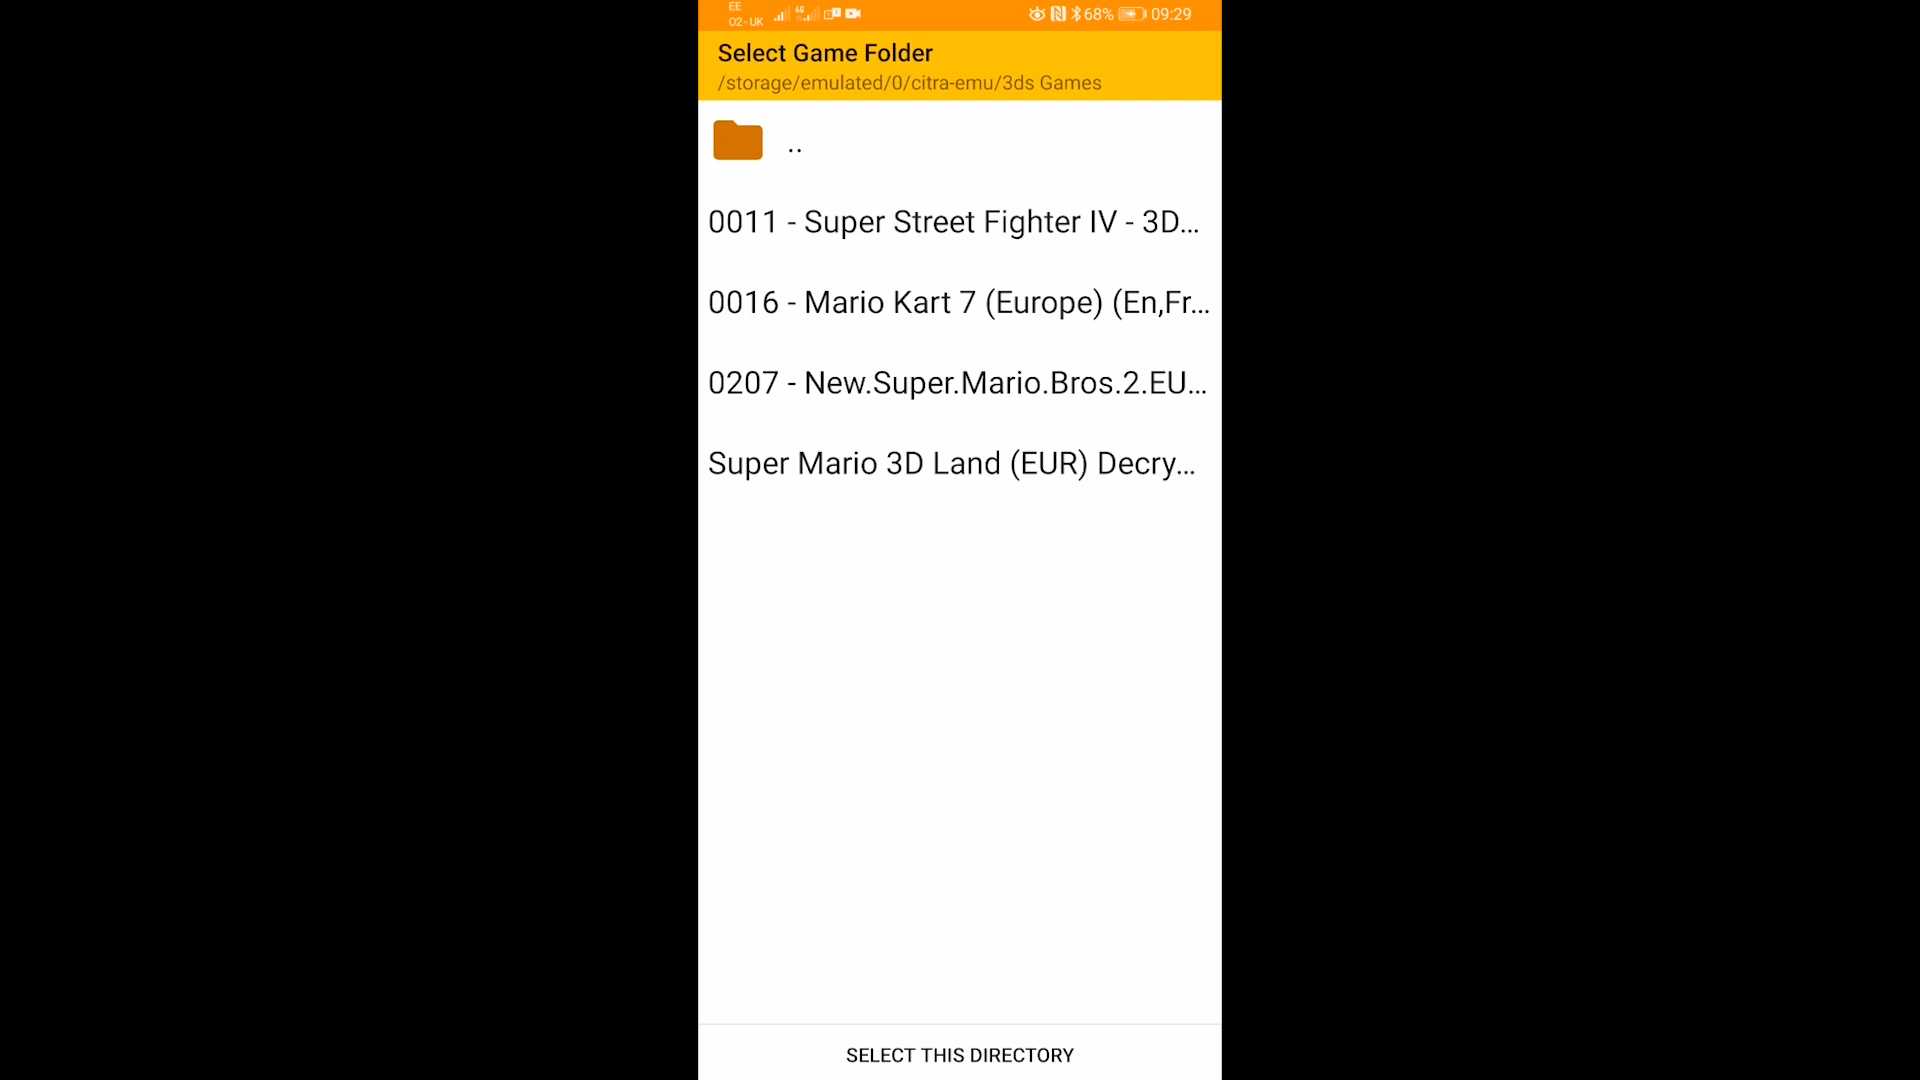 EE
O2-UK
4G
68% 09:29
Select Game Folder
/storage/emulated/0/citra-emu/3ds Games
..
0011 - Super Street Fighter IV - 3D...
0016 - Mario Kart 7 (Europe) (En,Fr...
0207 - New.Super.Mario.Bros.2.EU...
Super Mario 3D Land (EUR) Decry...
SELECT THIS DIRECTORY